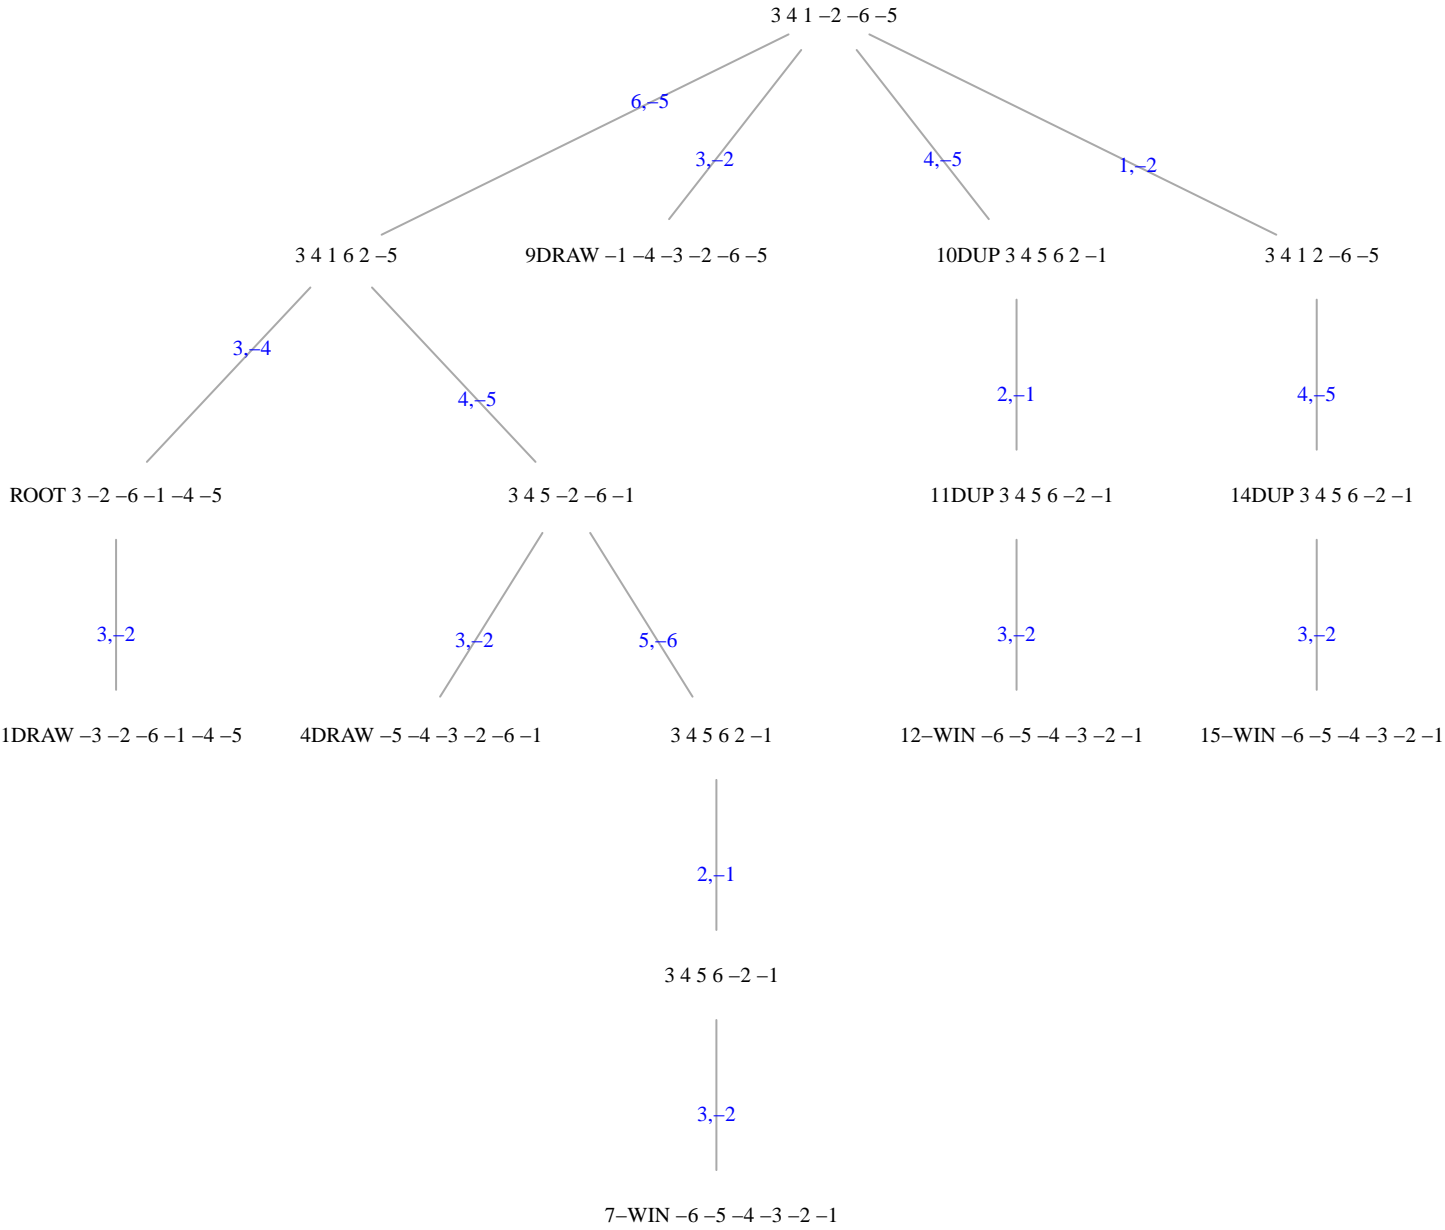 3 4 1 –2 –6 –5
6,–5
3,–2
4,–5
1,–2
3 4 1 6 2 –5
9DRAW –1 –4 –3 –2 –6 –5
10DUP 3 4 5 6 2 –1
3 4 1 2 –6 –5
3,–4
4,–5
2,–1
4,–5
ROOT 3 –2 –6 –1 –4 –5
3 4 5 –2 –6 –1
11DUP 3 4 5 6 –2 –1
14DUP 3 4 5 6 –2 –1
3,–2
3,–2
5,–6
3,–2
3,–2
1DRAW –3 –2 –6 –1 –4 –5
4DRAW –5 –4 –3 –2 –6 –1
3 4 5 6 2 –1
12–WIN –6 –5 –4 –3 –2 –1
15–WIN –6 –5 –4 –3 –2 –1
2,–1
3 4 5 6 –2 –1
3,–2
7–WIN –6 –5 –4 –3 –2 –1